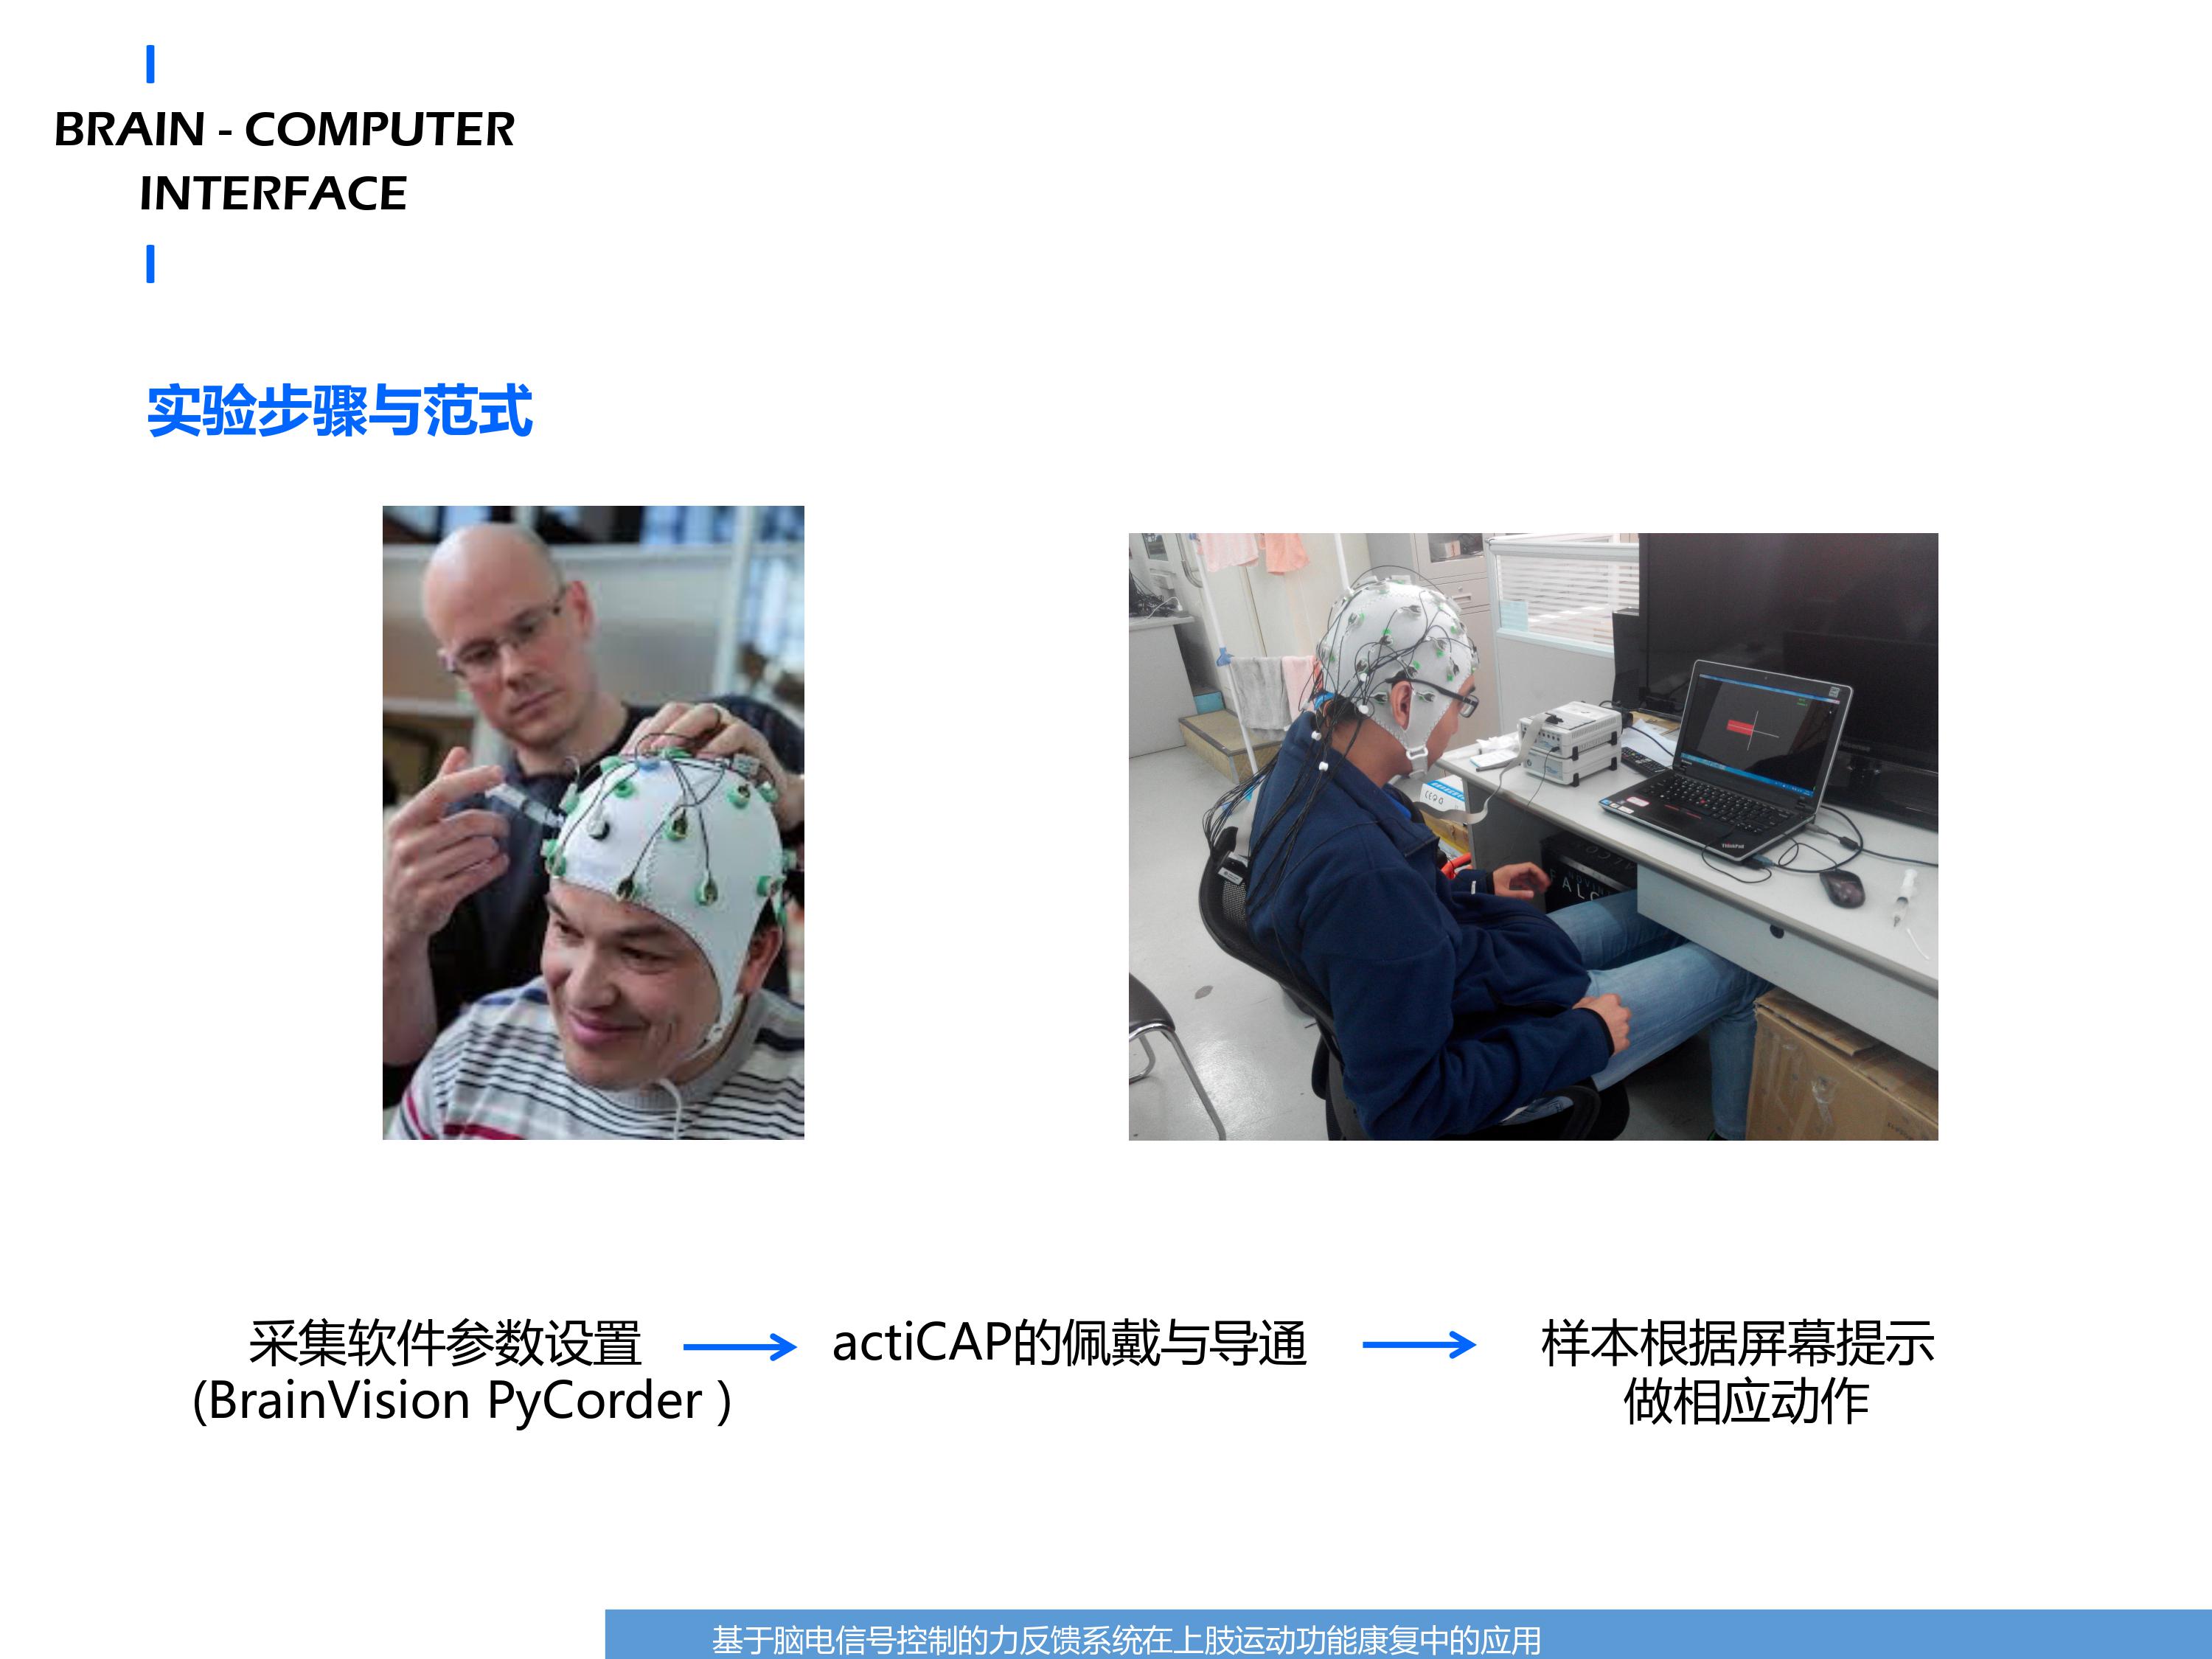 BRAIN - COMPUTER
INTERFACE
实验步骤与范式
采集软件参数设置
(BrainVision PyCorder )
actiCAP的佩戴与导通
样本根据屏幕提示
做相应动作
基于脑电信号控制的力反馈系统在上肢运动功能康复中的应用
ThinkPad